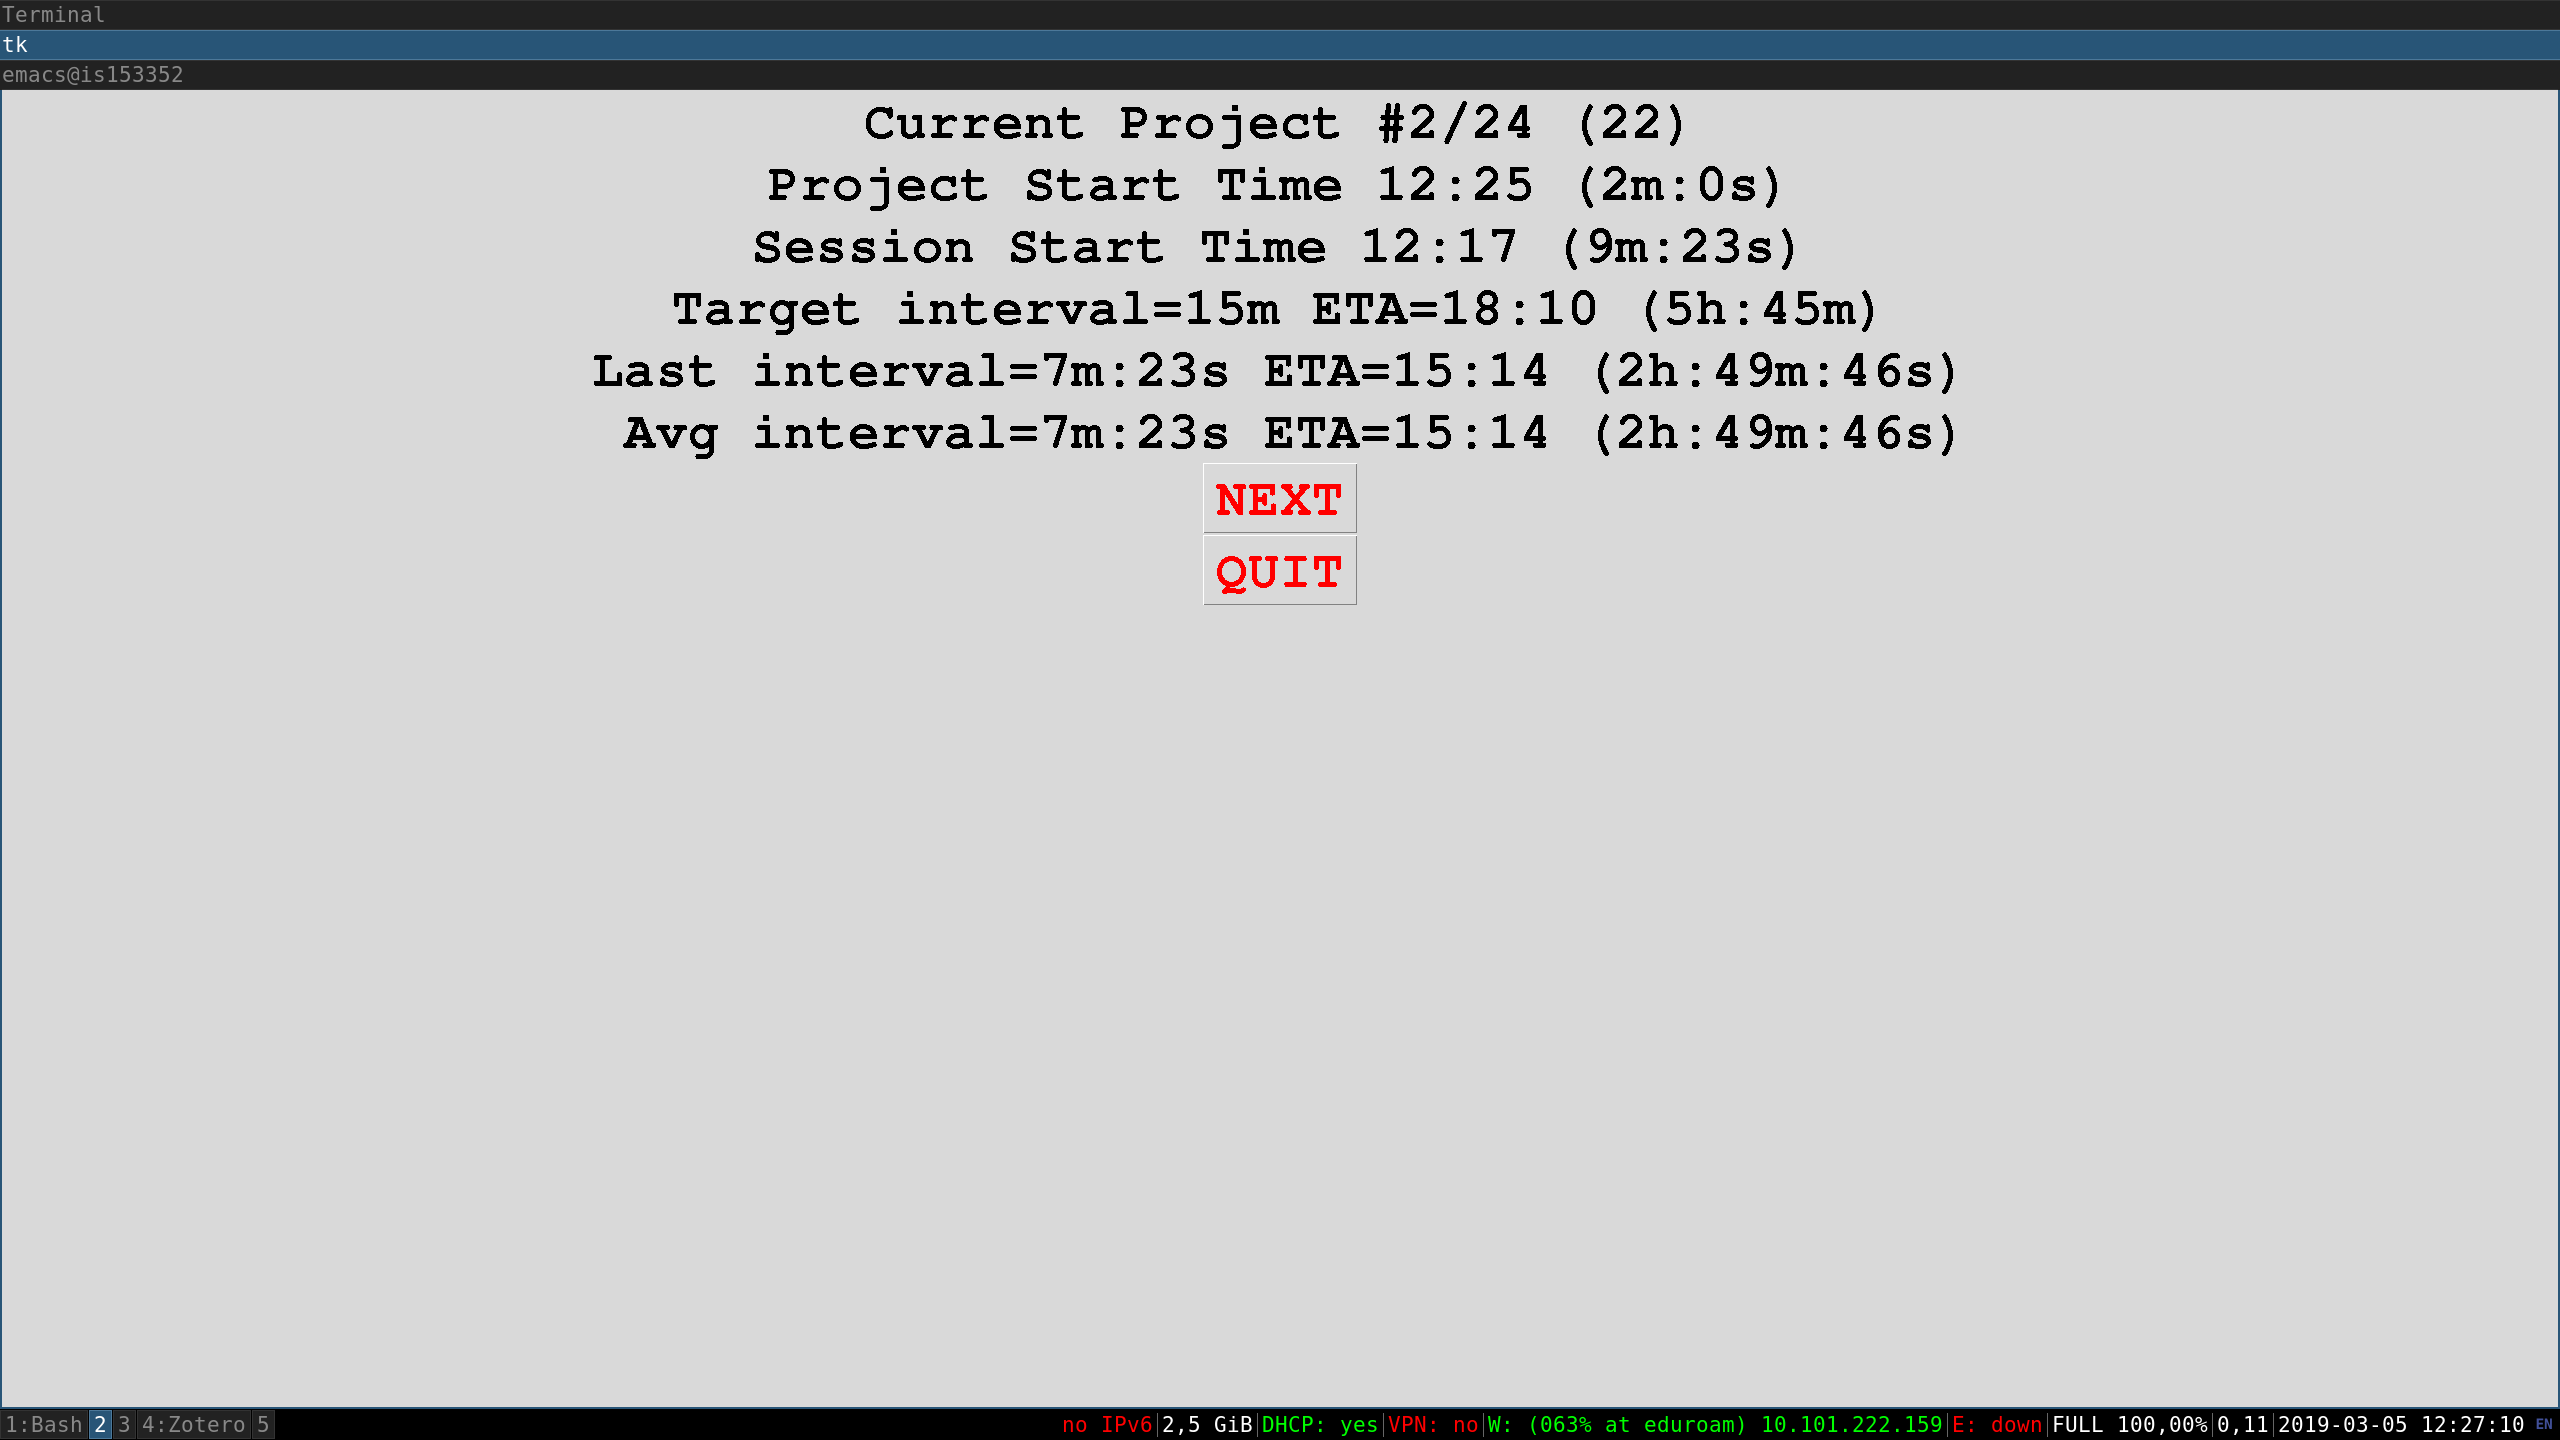 Terminal
tk
emacs@is153352
Current Project #2/24 (22)
Project Start Time 12:25 (2m:0s)
Session Start Time 12:17 (9m:23s)
Target interval=15m ETA=18:10 (5h:45m)
Last interval=7m:23s ETA=15:14 (2h:49m:46s)
Avg interval=7m:23s ETA=15:14 (2h:49m:46s)
NEXT
QUIT
1:Bash 2 3 4:Zotero 5 no IPv6|2,5 GiB|DHCP: yes|VPN: no|W: (063% at eduroam) 10.101.222.159|E: down|FULL 100,00%|0,11|2019-03-05 12:27:10 EN